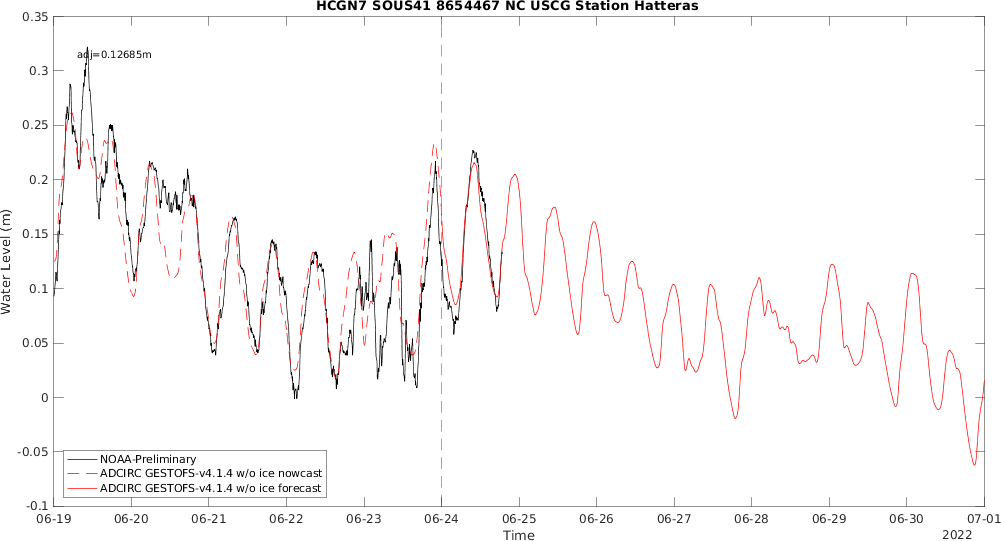 HCGN7 SOUS41 8654467 NC USCG Station Hatteras
adj=0.12685m
0.35
0.3
0.25
0.2
0.15
0.1
0.05
0
-0.05
-0.1
Water Level (m)
NOAA-Preliminary
ADCIRC GESTOFS-v4.1.4 w/o ice nowcast
ADCIRC GESTOFS-v4.1.4 w/o ice forecast
06-19 06-20 06-21 06-22 06-23 06-24 06-25 06-26 06-27 06-28 06-29 06-30 07-01
Time
2022